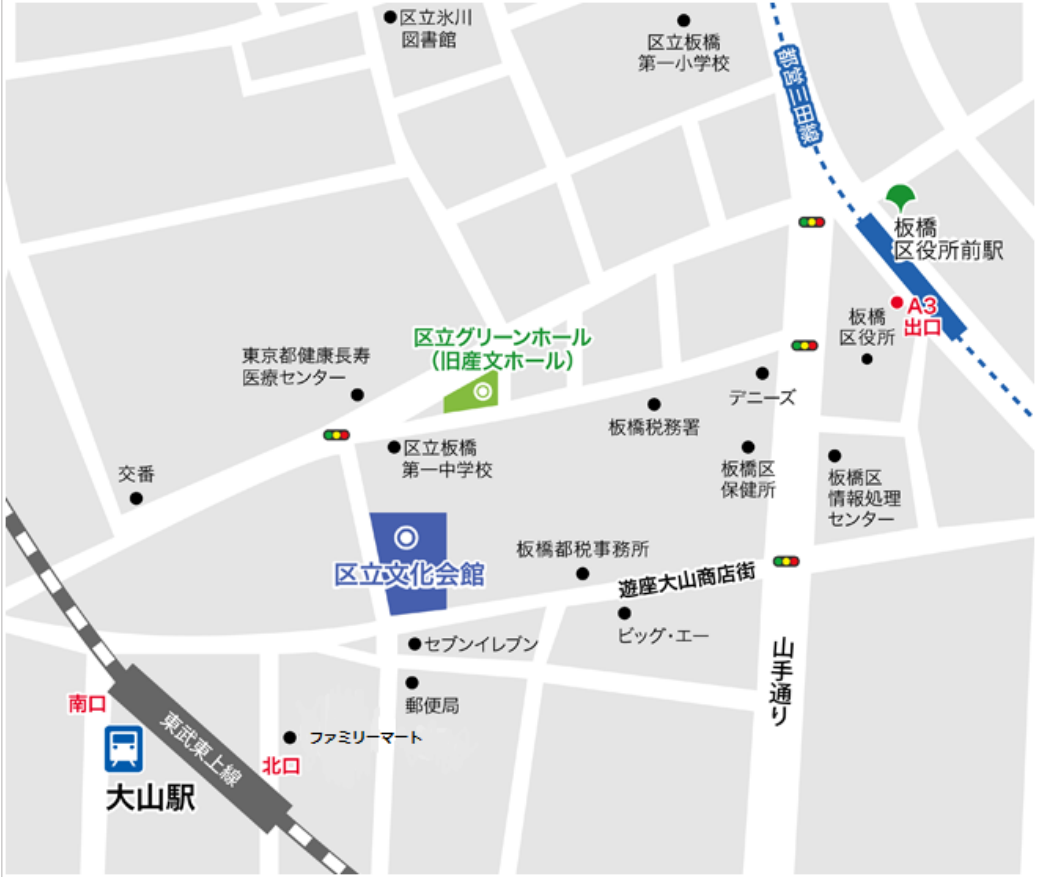 区立氷川
図書館
区立板橋
第一小学校
都営三田線
板橋
区役所前駅
A3
出口
板橋
区役所
区立グリーンホール
（旧産文ホール）
東京都健康長寿
医療センター
デニーズ
板橋税務署
区立板橋
第一中学校
板橋区
保健所
交番
板橋区
情報処理
センター
板橋都税事務所
区立文化会館
遊座大山商店街
ビッグ・エー
セブンイレブン
山手通り
南口
郵便局
東武東上線
ファミリーマート
北口
大山駅